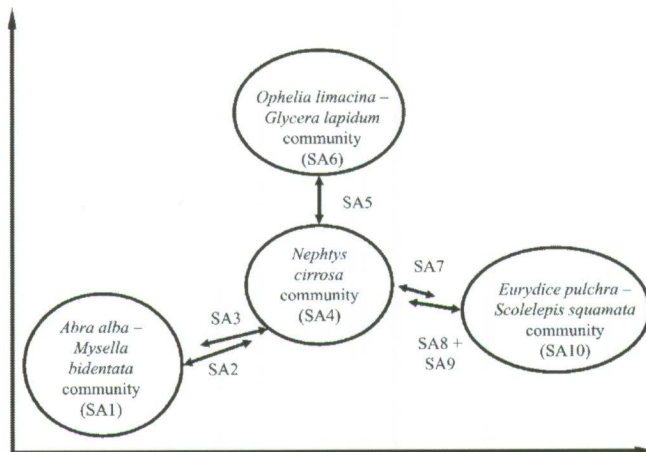 Ophelia limacina –
Glycera lapidum
community
(SA6)
SA5
Nephtys
cirrosa
community
(SA4)
SA7
Eurydice pulchra –
Scolelepis squamata
community
(SA10)
SA8 +
SA9
Abra alba –
Mysella
bidentata
community
(SA1)
SA3
SA2